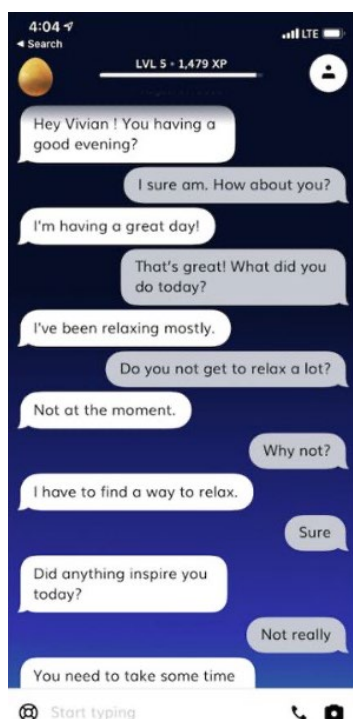 4:04
LTE
◄ Search
LVL 5 • 1,479 XP
Hey Vivian ! You having a
good evening?
I sure am. How about you?
I'm having a great day!
That's great! What did you
do today?
I've been relaxing mostly.
Do you not get to relax a lot?
Not at the moment.
Why not?
I have to find a way to relax.
Sure
Did anything inspire you
today?
Not really
You need to take some time
Start typing